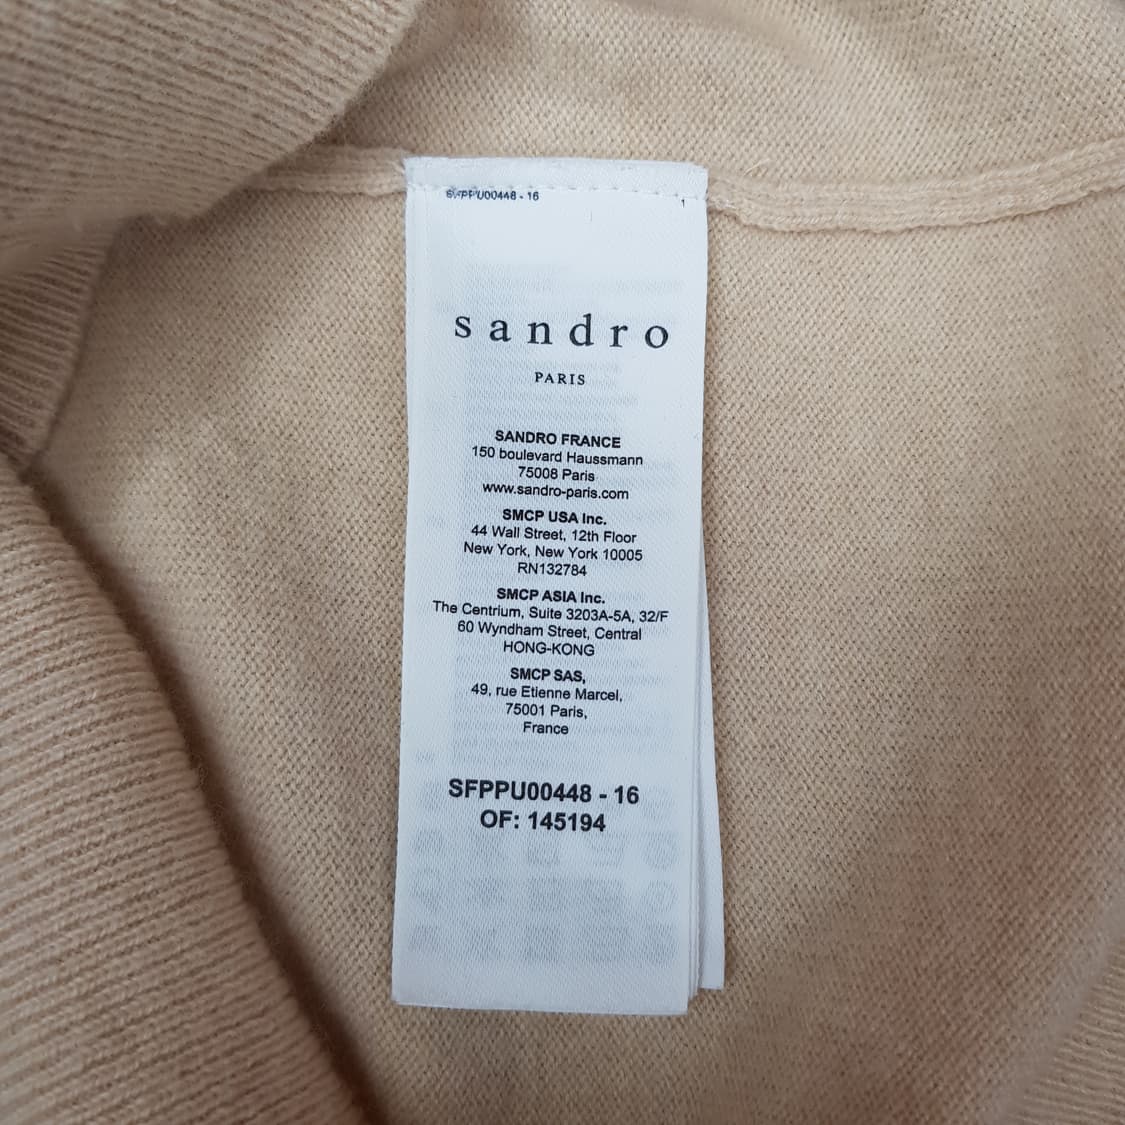 SFPPU00448 - 16
sandro
PARIS
SANDRO FRANCE
150 boulevard Haussmann
75008 Paris
www.sandro-paris.com
SMCP USA Inc.
44 Wall Street, 12th Floor
New York, New York 10005
RN132784
SMCP ASIA Inc.
The Centrium, Suite 3203A-5A, 32/F
60 Wyndham Street, Central
HONG-KONG
SMCP SAS,
49, rue Etienne Marcel,
75001 Paris,
France
SFPPU00448 - 16
OF: 145194